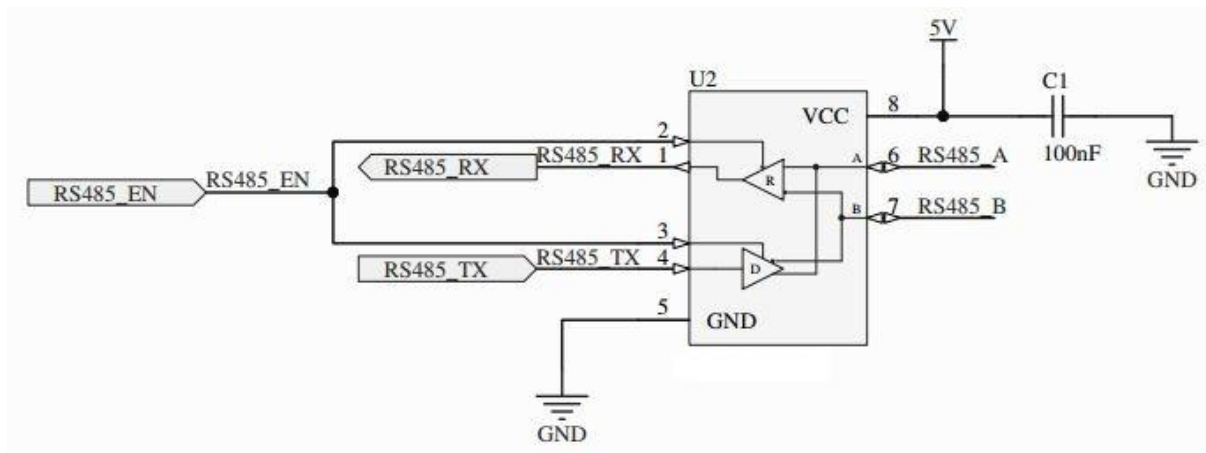 5V
U2
C1
VCC
8
2
RS485_RX
1
RS485_RX
R
A
6
RS485_A
100nF
GND
RS485_EN
RS485_EN
B
7
RS485_B
3
RS485_TX
RS485_TX
4
D
5
GND
GND